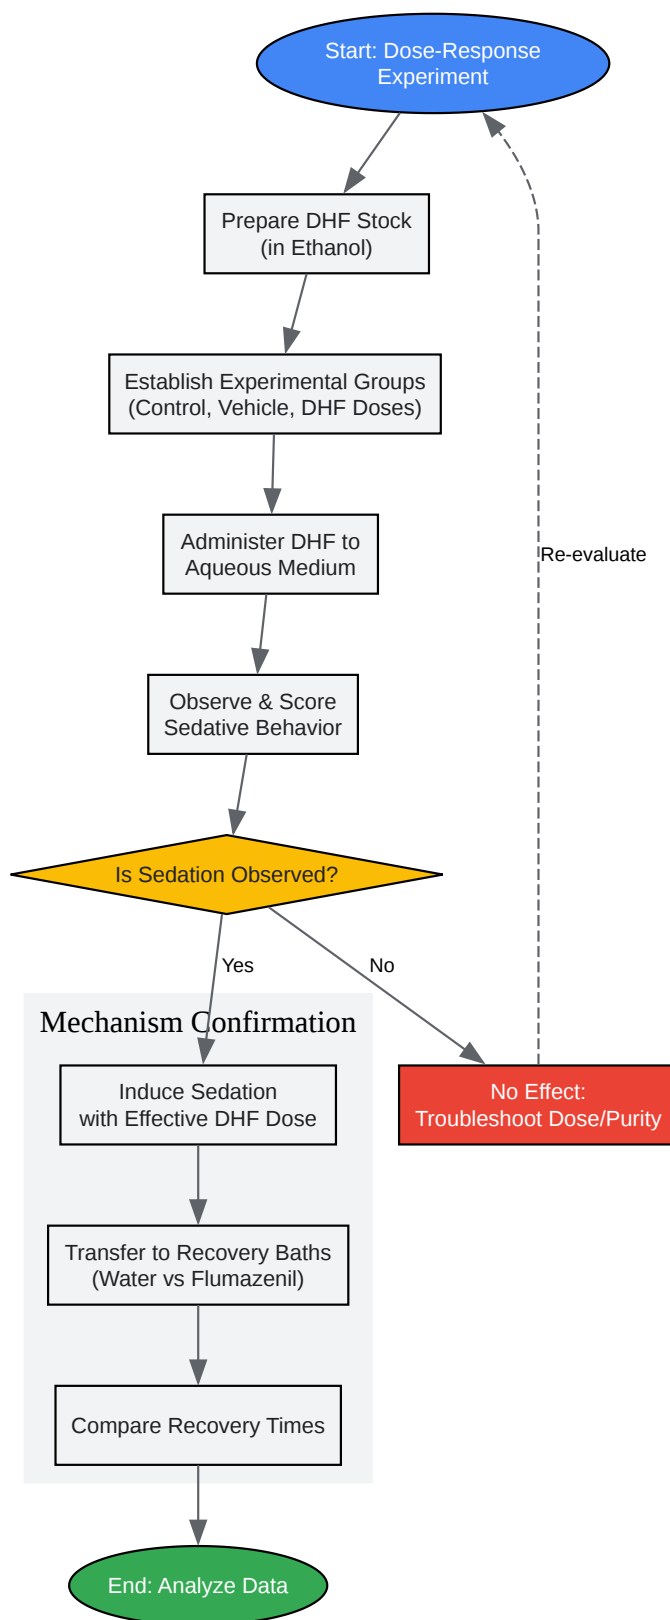 Start: Dose-Response
Experiment
Prepare DHF Stock
(in Ethanol)
Establish Experimental Groups
(Control, Vehicle, DHF Doses)
Administer DHF to
Aqueous Medium
Re-evaluate
Observe & Score
Sedative Behavior
Is Sedation Observed?
Yes
No
Mechanism Confirmation
Induce Sedation
with Effective DHF Dose
No Effect:
Troubleshoot Dose/Purity
Transfer to Recovery Baths
(Water vs Flumazenil)
Compare Recovery Times
End: Analyze Data